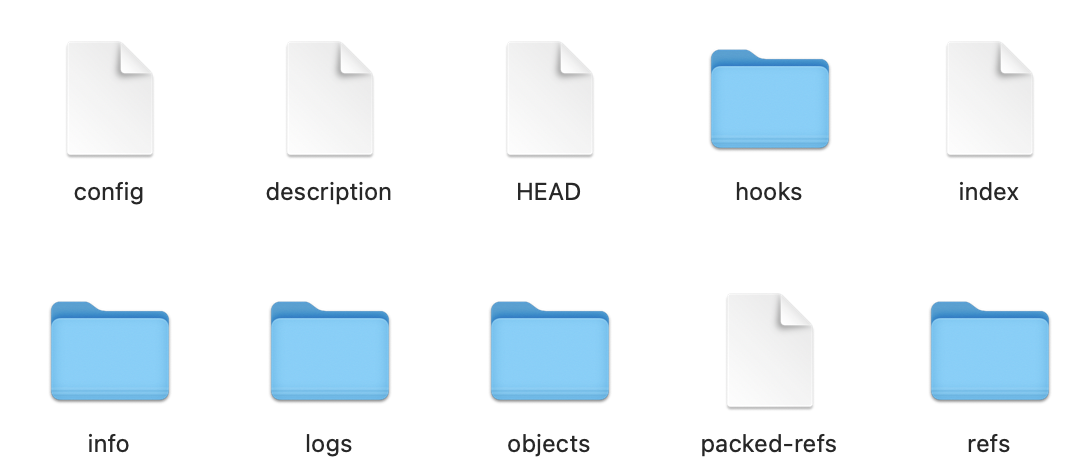 config description HEAD hooks index
info logs objects packed-refs refs